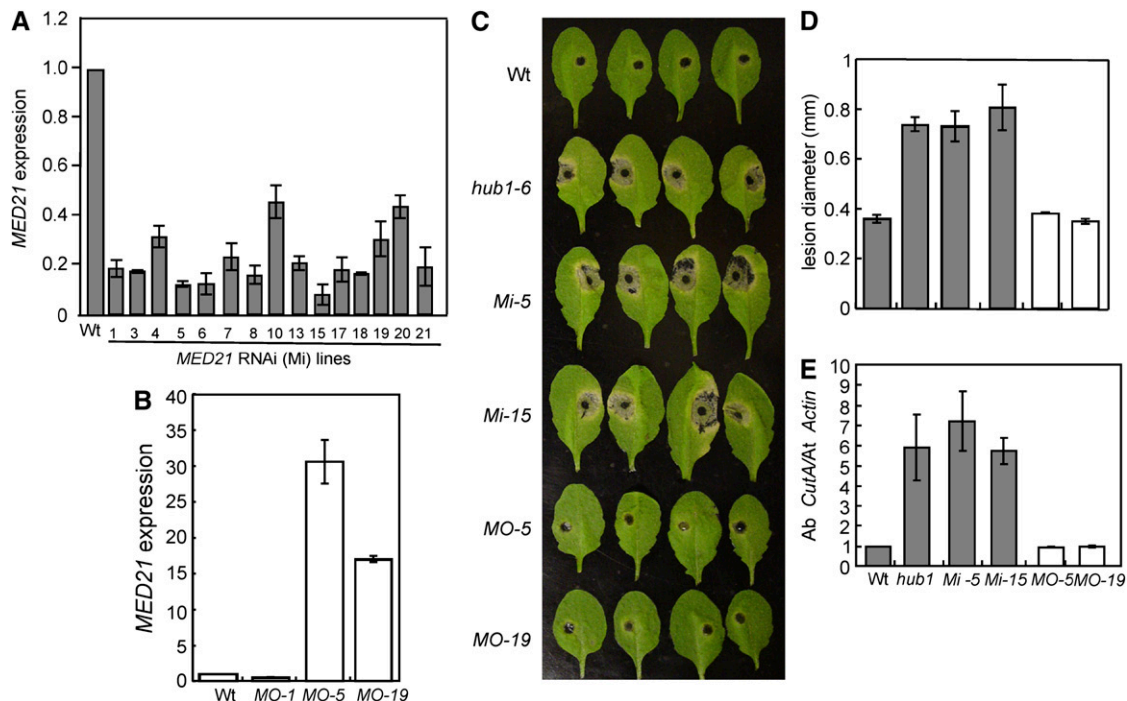 A
MED21 expression
1.2
1.0
0.8
0.6
0.4
0.2
0
Wt 1 3 4 5 6 7 8 10 13 15 17 18 19 20 21
MED21 RNAi (Mi) lines
B
MED21 expression
40
35
30
25
20
15
10
5
0
Wt MO-1 MO-5 MO-19
C
Wt
hub1-6
Mi-5
Mi-15
MO-5
MO-19
D
lesion diameter (mm)
1
0.8
0.6
0.4
0.2
0
E
Ab CutA/At Actin
10
9
8
7
6
5
4
3
2
1
0
Wt hub1 Mi -5 Mi-15 MO-5 MO-19